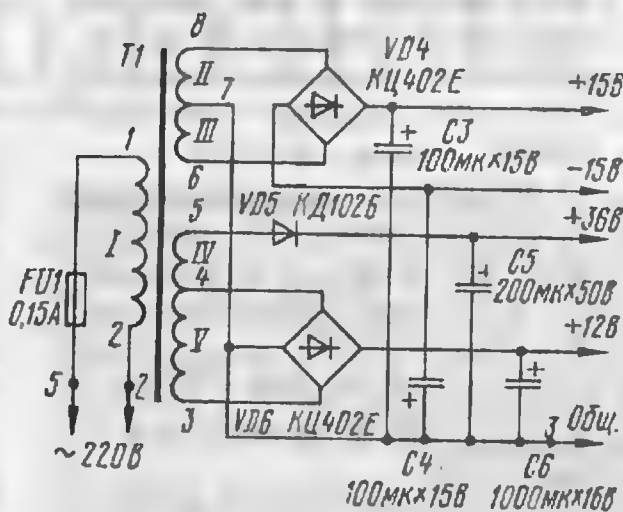 8
Т1
II
7
VD4
КЦ402Е
+15В
III
C3
100мк×15В
1
6
-15В
5
VD5 КД102Б
+36В
I
IV
4
C5
200мк×50В
FU1
0,15А
2
V
+12В
5
2
3
VD6 КЦ402Е
3
Общ.
~220В
C4
100мк×15В
C6
1000мк×16В